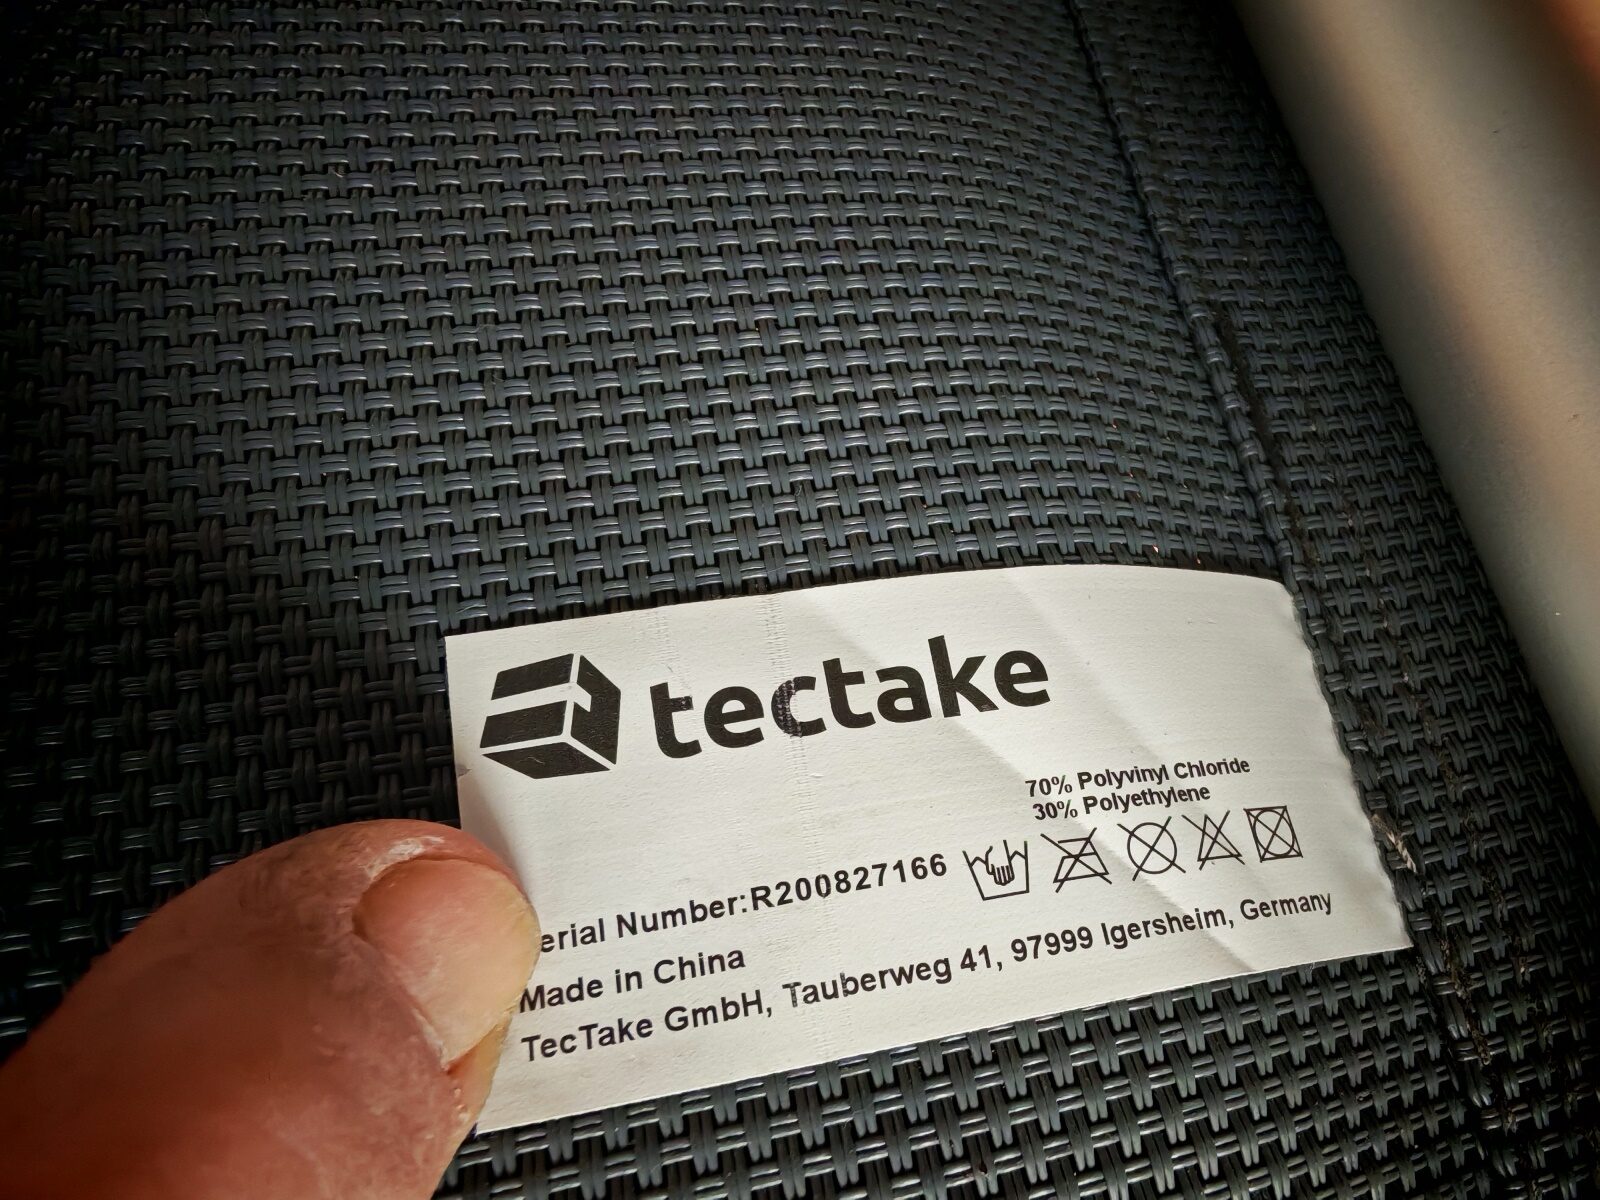 tectake
70% Polyvinyl Chloride
30% Polyethylene
erial Number:R200827166
Made in China
TecTake GmbH, Tauberweg 41, 97999 Igersheim, Germany